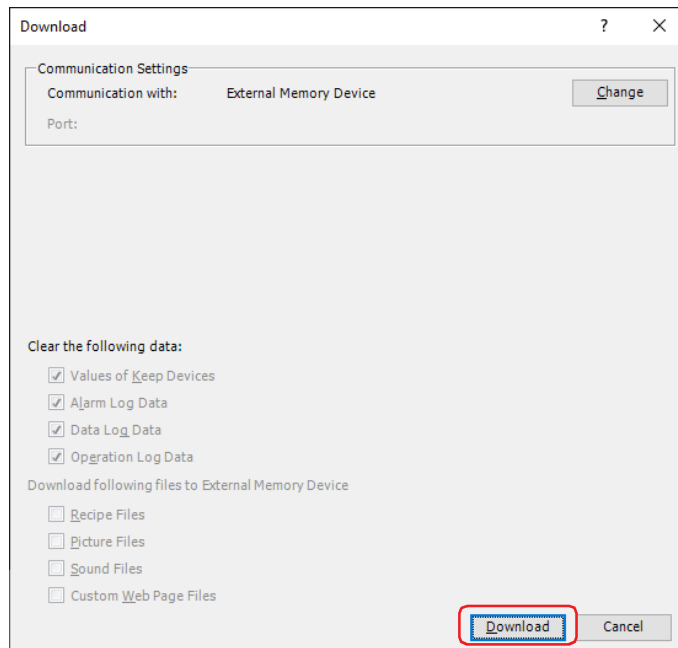 Download ? ✕
Communication Settings
Communication with: External Memory Device Change
Port:
Clear the following data:
Values of Keep Devices
Alarm Log Data
Data Log Data
Operation Log Data
Download following files to External Memory Device
Recipe Files
Picture Files
Sound Files
Custom Web Page Files
Download Cancel